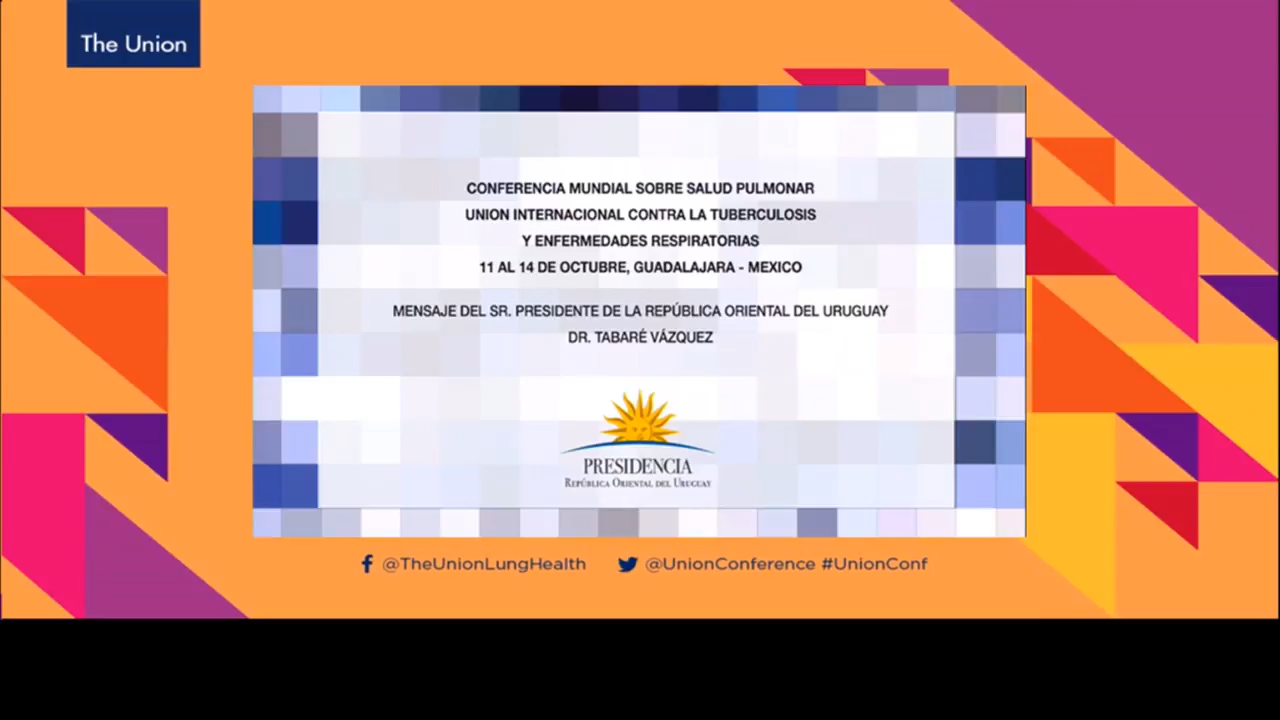 The Union
CONFERENCIA MUNDIAL SOBRE SALUD PULMONAR
UNION INTERNACIONAL CONTRA LA TUBERCULOSIS
Y ENFERMEDADES RESPIRATORIAS
11 AL 14 DE OCTUBRE, GUADALAJARA - MEXICO
MENSAJE DEL SR. PRESIDENTE DE LA REPÚBLICA ORIENTAL DEL URUGUAY
DR. TABARÉ VÁZQUEZ
PRESIDENCIA
REPÚBLICA ORIENTAL DEL URUGUAY
@TheUnionLungHealth @UnionConference #UnionConf